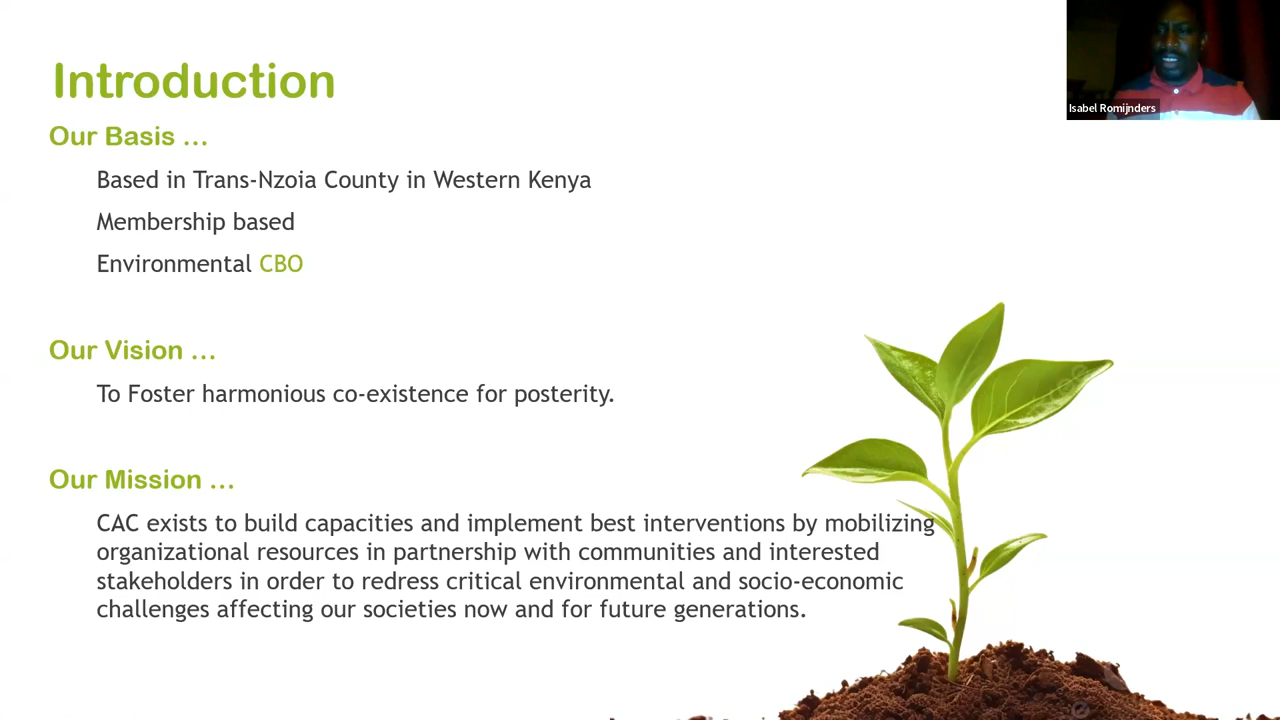 Introduction
Isabel Romijnders
Our Basis ...
Based in Trans-Nzoia County in Western Kenya
Membership based
Environmental CBO
Our Vision ...
To Foster harmonious co-existence for posterity.
Our Mission ...
CAC exists to build capacities and implement best interventions by mobilizing
organizational resources in partnership with communities and interested
stakeholders in order to redress critical environmental and socio-economic
challenges affecting our societies now and for future generations.